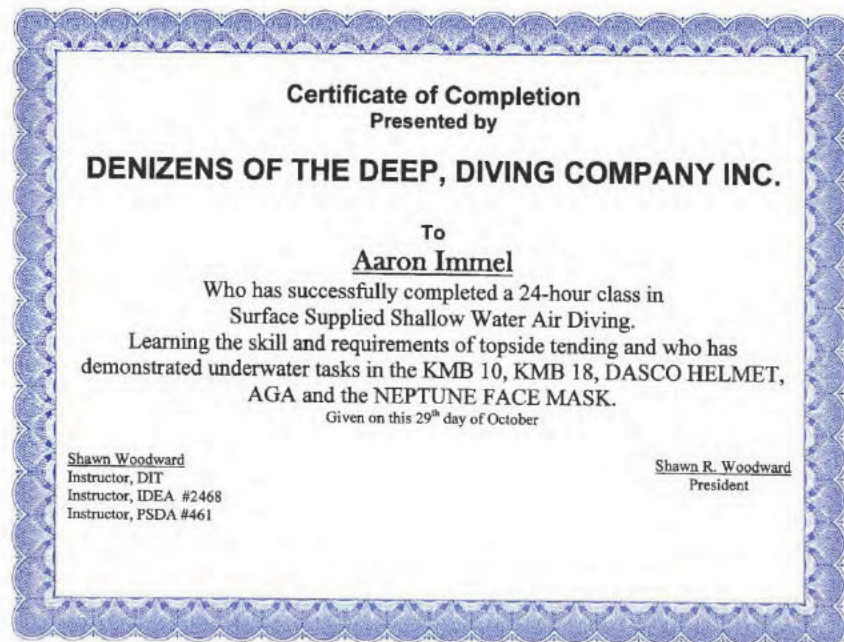 Certificate of Completion
Presented by
DENIZENS OF THE DEEP, DIVING COMPANY INC.
To
Aaron Immel
Who has successfully completed a 24-hour class in
Surface Supplied Shallow Water Air Diving.
Learning the skill and requirements of topside tending and who has
demonstrated underwater tasks in the KMB 10, KMB 18, DASCO HELMET,
AGA and the NEPTUNE FACE MASK.
Given on this 29th day of October
Shawn Woodward
Instructor, DIT
Instructor, IDEA #2468
Instructor, PSDA #461
Shawn R. Woodward
President